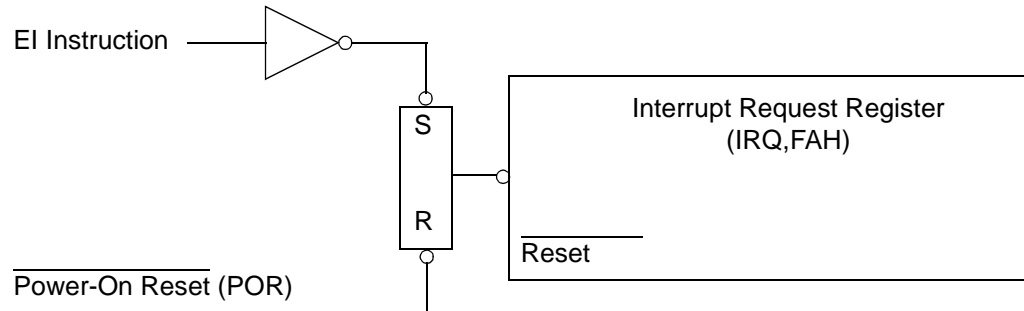 EI Instruction
S
R
Interrupt Request Register
(IRQ,FAH)
Reset
Power-On Reset (POR)